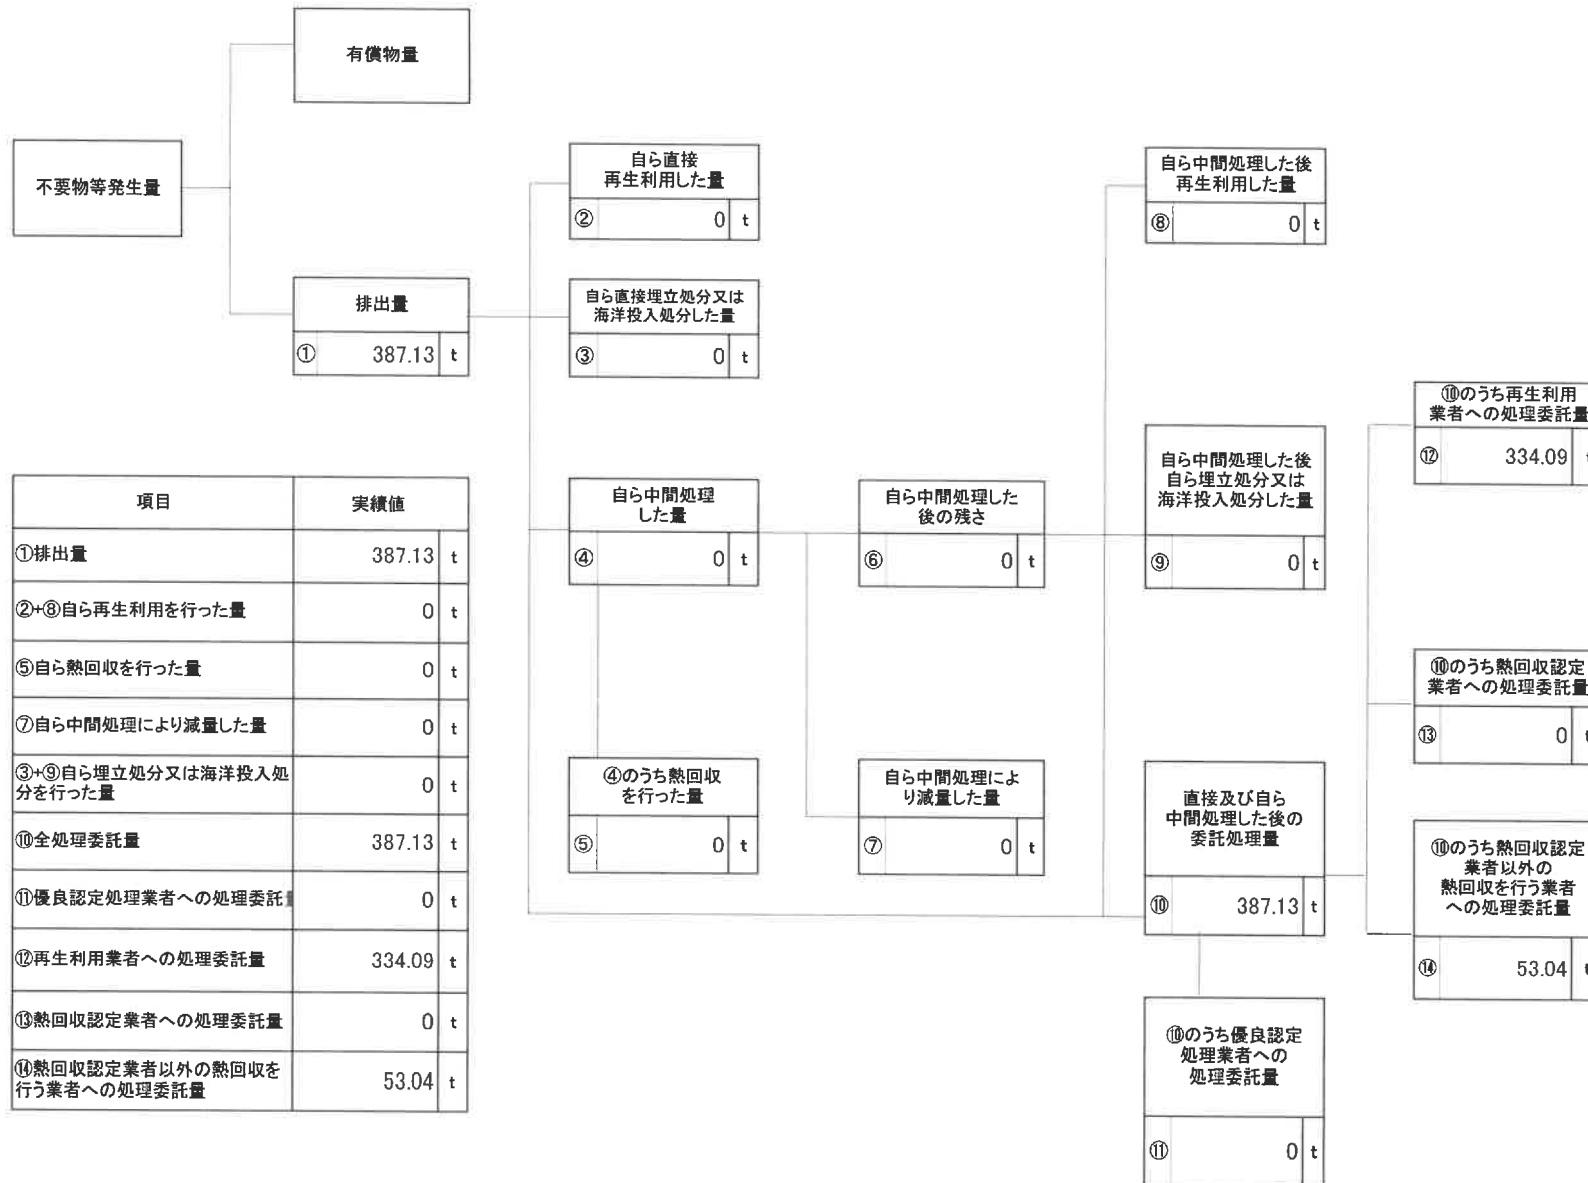 有償物量
不要物等発生量
排出量
① 387.13 t
自ら直接
再生利用した量
② 0 t
自ら直接埋立処分又は
海洋投入処分した量
③ 0 t
自ら中間処理
した量
④ 0 t
④のうち熱回収
を行った量
⑤ 0 t
自ら中間処理した
後の残さ
⑥ 0 t
自ら中間処理によ
り減量した量
⑦ 0 t
自ら中間処理した後
再生利用した量
⑧ 0 t
自ら中間処理した後
自ら埋立処分又は
海洋投入処分した量
⑨ 0 t
直接及び自ら
中間処理した後の
委託処理量
⑩ 387.13 t
⑩のうち優良認定
処理業者への
処理委託量
⑪ 0 t
⑩のうち再生利用
業者への処理委託量
⑫ 334.09 t
⑩のうち熱回収認定
業者への処理委託量
⑬ 0 t
⑩のうち熱回収認定
業者以外の
熱回収を行う業者
への処理委託量
⑭ 53.04 t
項目 実績値
①排出量 387.13 t
②+⑧自ら再生利用を行った量 0 t
⑤自ら熱回収を行った量 0 t
⑦自ら中間処理により減量した量 0 t
③+⑨自ら埋立処分又は海洋投入処
分を行った量 0 t
⑩全処理委託量 387.13 t
⑪優良認定処理業者への処理委託 0 t
⑫再生利用業者への処理委託量 334.09 t
⑬熱回収認定業者への処理委託量 0 t
⑭熱回収認定業者以外の熱回収を
行う業者への処理委託量 53.04 t